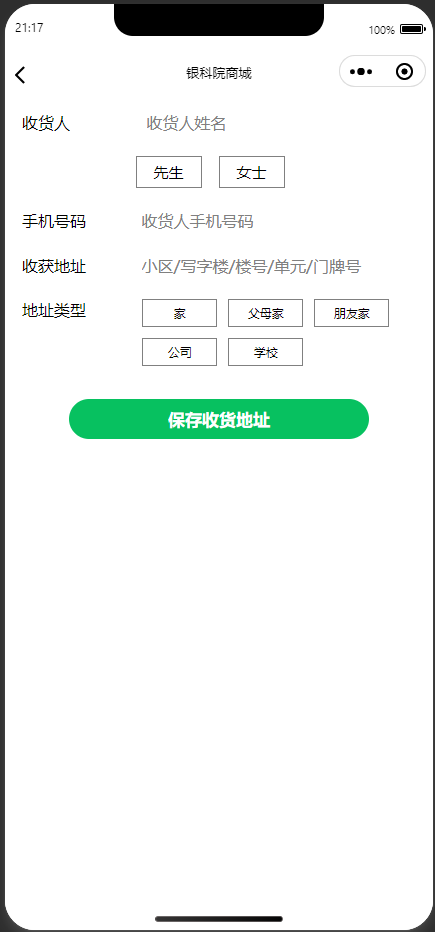 21:17
100%
银科院商城
收货人 收货人姓名
先生 女士
手机号码 收货人手机号码
收获地址 小区/写字楼/楼号/单元/门牌号
地址类型 家 父母家 朋友家
公司 学校
保存收货地址